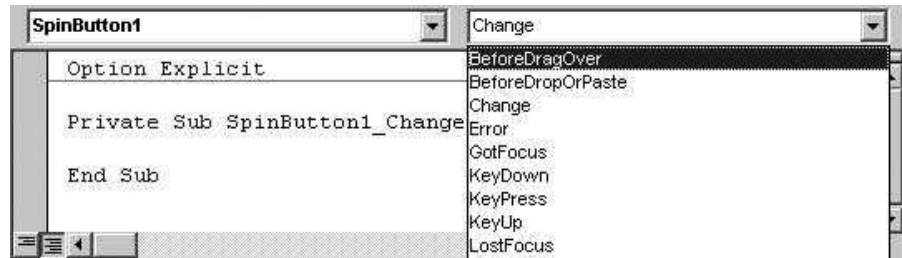 SpinButton1
Change
Option Explicit
Private Sub SpinButton1_Change
End Sub
BeforeDragOver
BeforeDropOrPaste
Change
Error
GotFocus
KeyDown
KeyPress
KeyUp
LostFocus